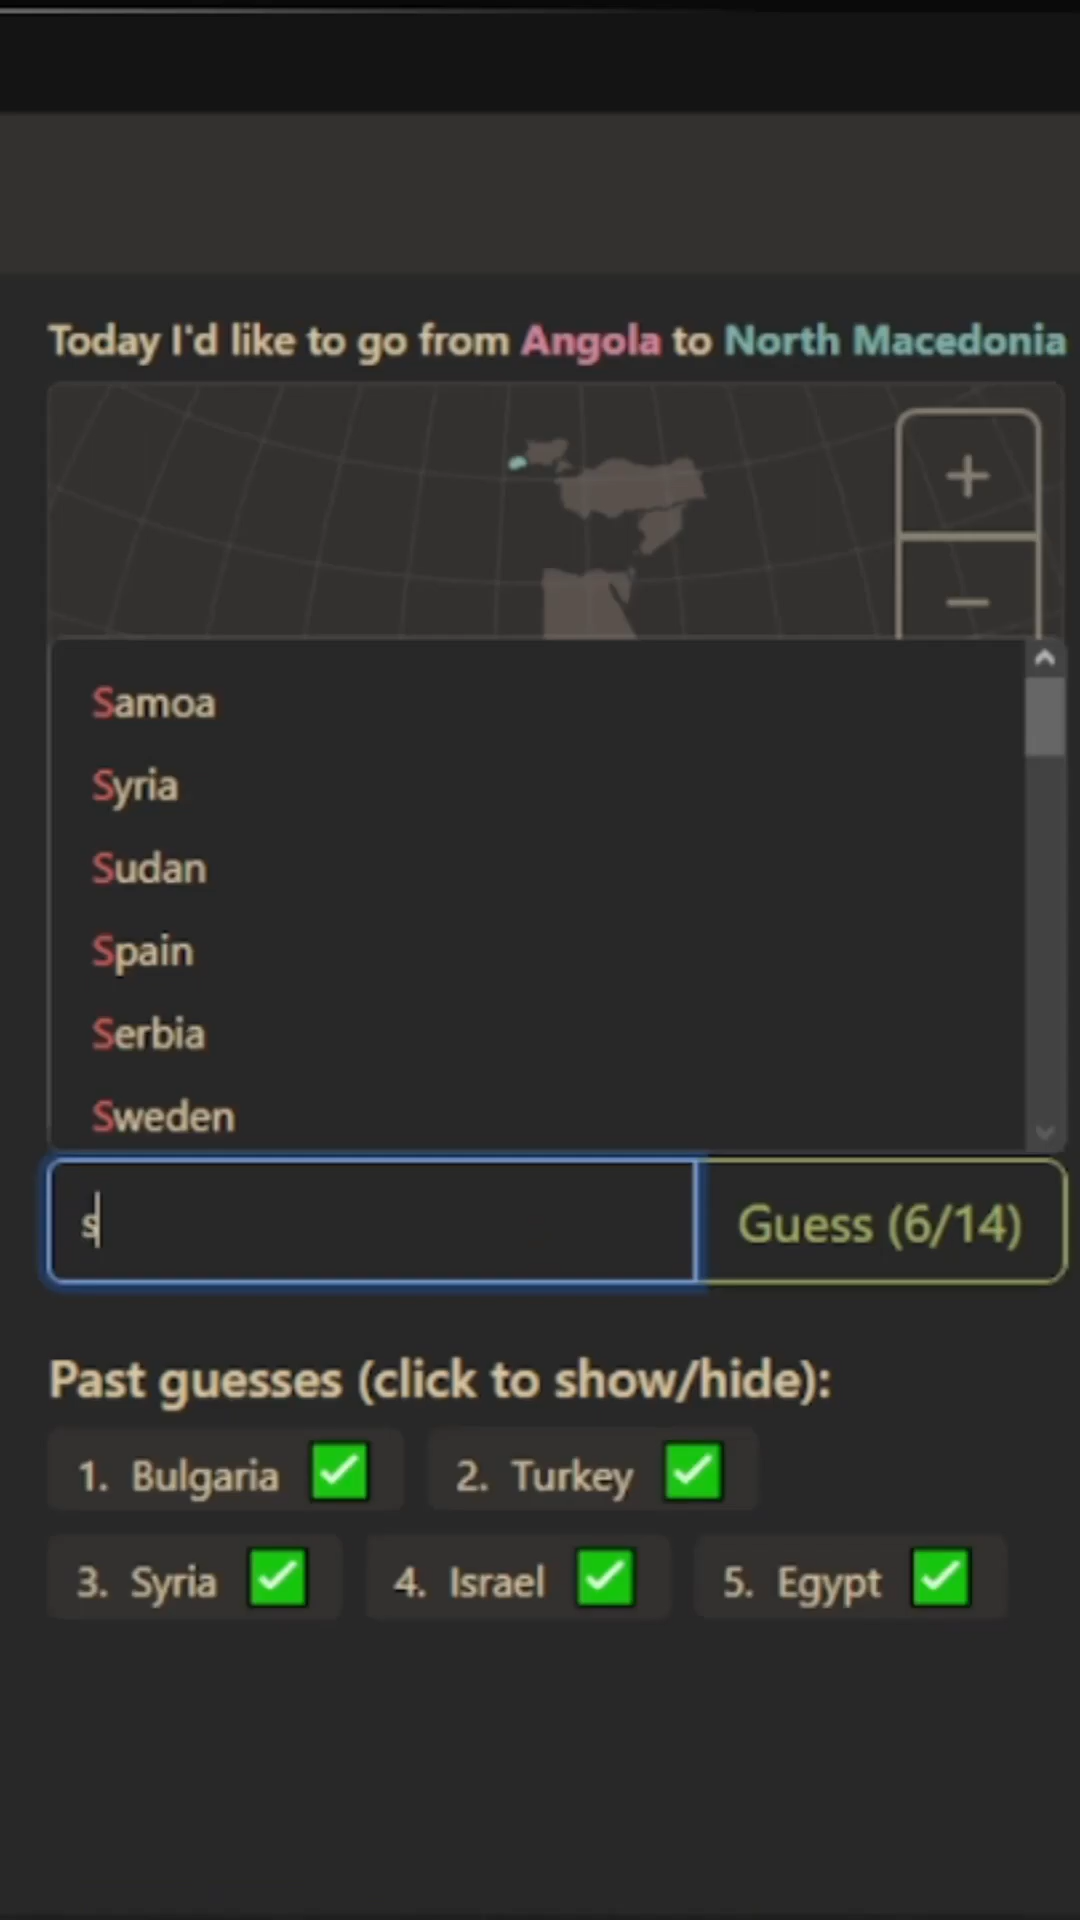 Today I'd like to go from Angola to North Macedonia
+
−
Samoa
Syria
Sudan
Spain
Serbia
Sweden
s
Guess (6/14)
Past guesses (click to show/hide):
1. Bulgaria ✅ 2. Turkey ✅
3. Syria ✅ 4. Israel ✅ 5. Egypt ✅